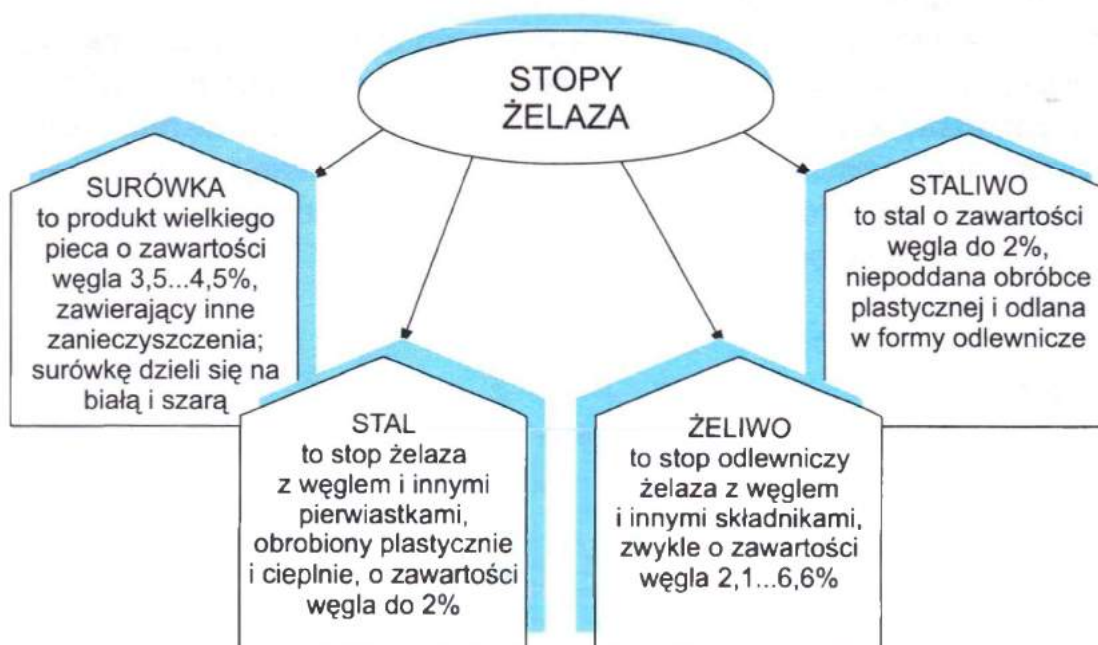 STOPY
ŻELAZA
SURÓWKA
to produkt wielkiego
pieca o zawartości
węgla 3,5...4,5%,
zawierający inne
zanieczyszczenia;
surówkę dzieli się na
białą i szarą
STAL
to stop żelaza
z węglem i innymi
pierwiastkami,
obrobiony plastycznie
i cieplnie, o zawartości
węgla do 2%
ŻELIWO
to stop odlewniczy
żelaza z węglem
i innymi składnikami,
zwykle o zawartości
węgla 2,1...6,6%
STALIWO
to stal o zawartości
węgla do 2%,
niepoddana obróbce
plastycznej i odlana
w formy odlewnicze